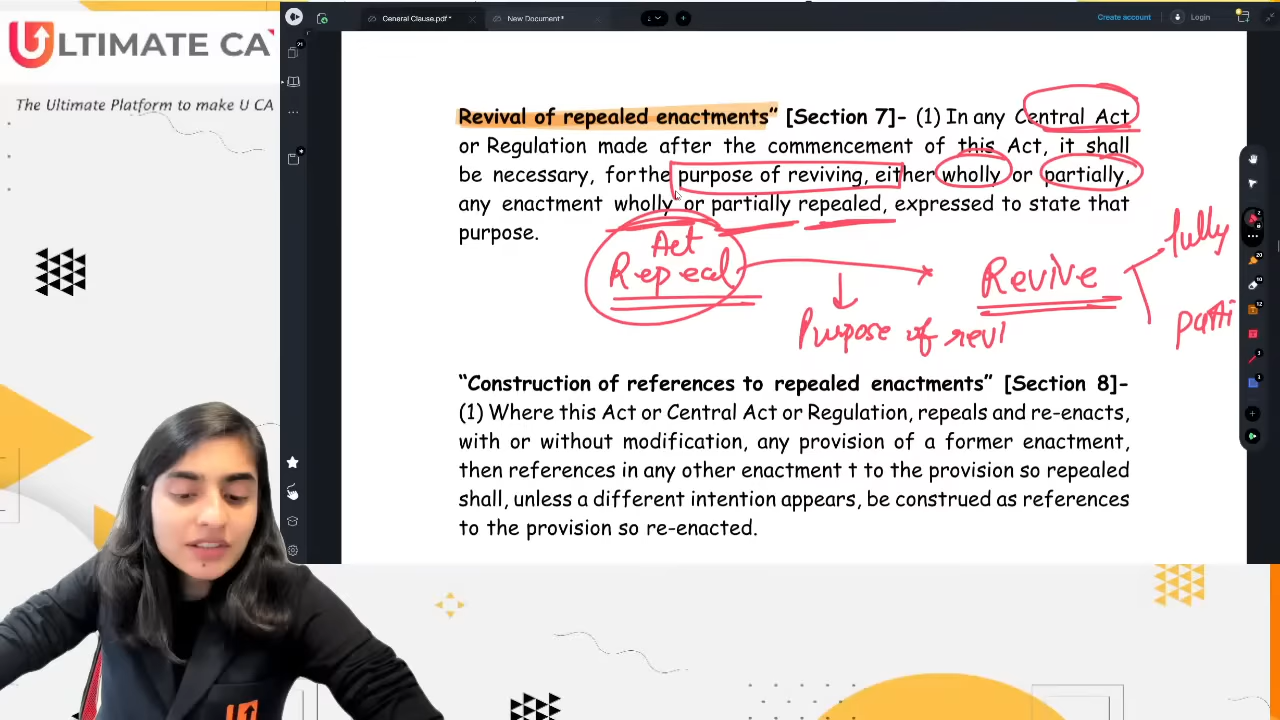 ULTIMATE CA
The Ultimate Platform to make U CA
General Clause.pdf *
New Document*
2
Create account
Login
Revival of repealed enactments” [Section 7]- (1) In any Central Act
or Regulation made after the commencement of this Act, it shall
be necessary, forthe purpose of reviving, either wholly or partially,
any enactment wholly or partially repealed, expressed to state that
purpose.
Act
Repeal
Revive
fully
parti
Purpose of revi
“Construction of references to repealed enactments” [Section 8]-
(1) Where this Act or Central Act or Regulation, repeals and re-enacts,
with or without modification, any provision of a former enactment,
then references in any other enactment t to the provision so repealed
shall, unless a different intention appears, be construed as references
to the provision so re-enacted.